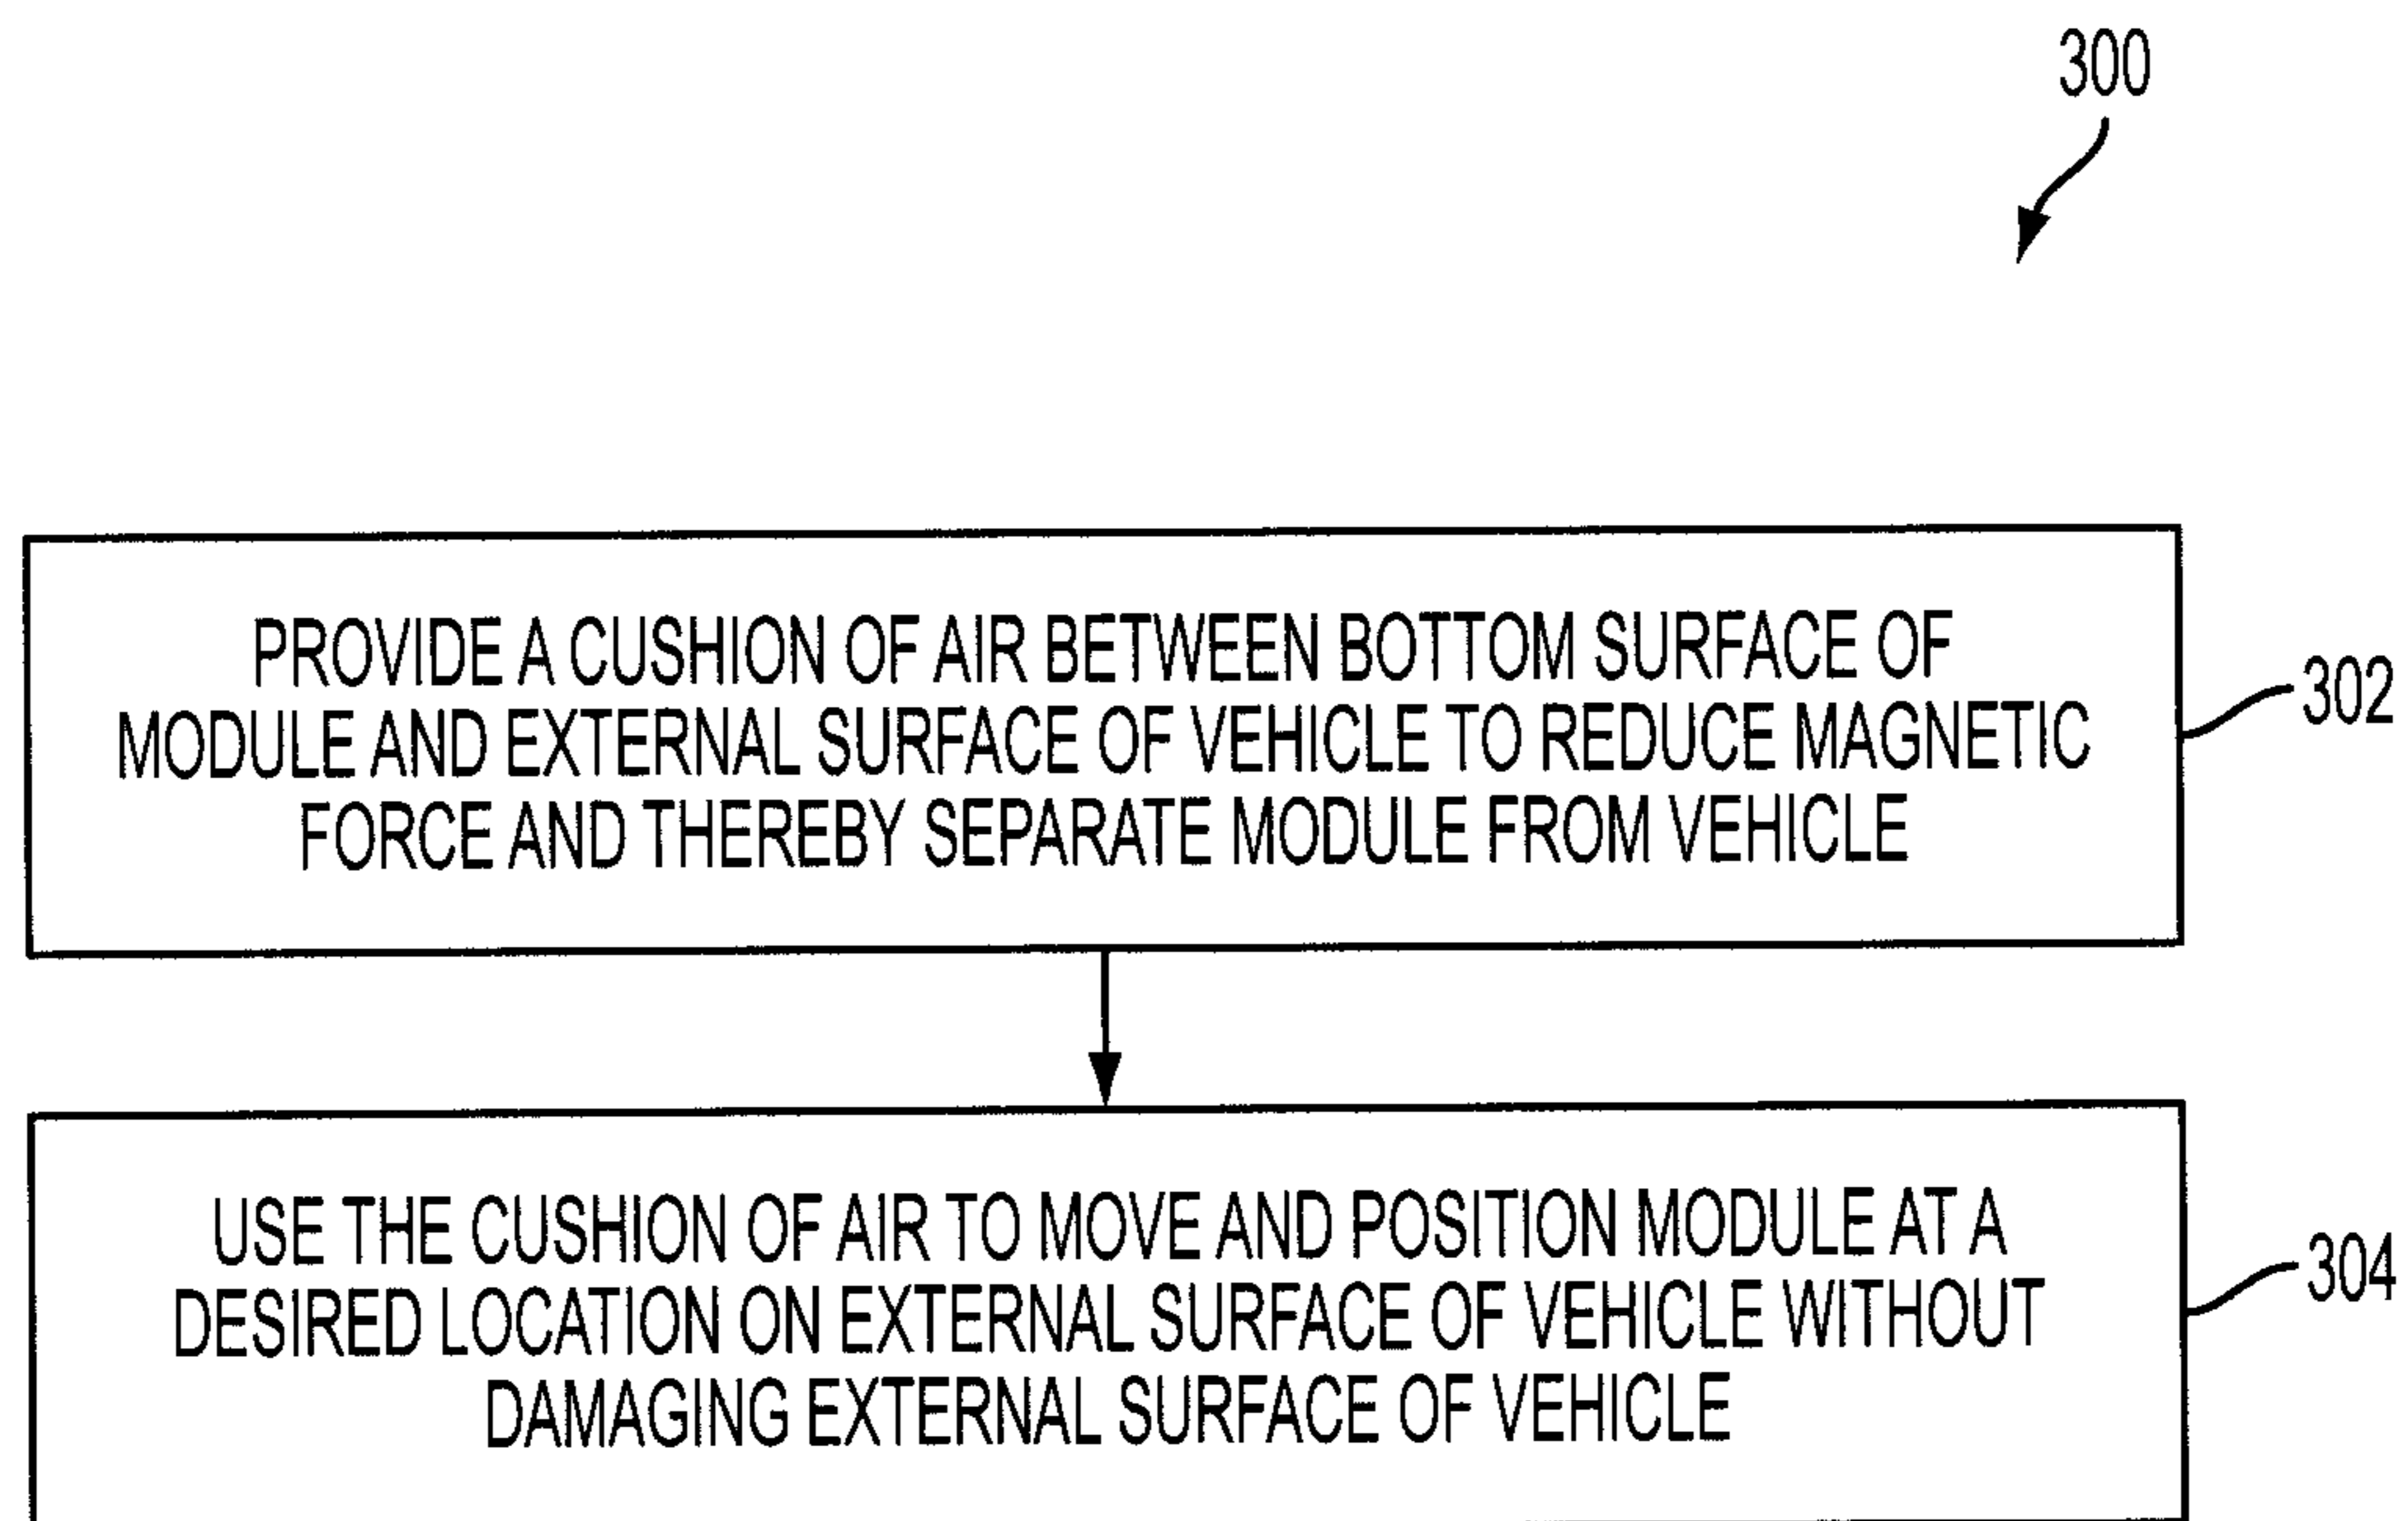 300
PROVIDE A CUSHION OF AIR BETWEEN BOTTOM SURFACE OF
MODULE AND EXTERNAL SURFACE OF VEHICLE TO REDUCE MAGNETIC
FORCE AND THEREBY SEPARATE MODULE FROM VEHICLE
302
USE THE CUSHION OF AIR TO MOVE AND POSITION MODULE AT A
DESIRED LOCATION ON EXTERNAL SURFACE OF VEHICLE WITHOUT
DAMAGING EXTERNAL SURFACE OF VEHICLE
304